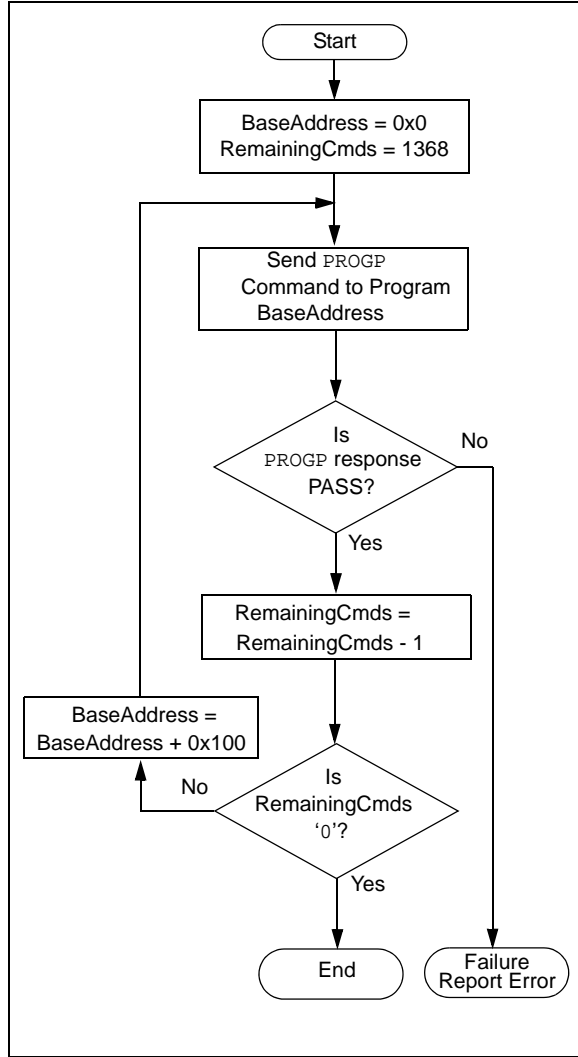 Start
BaseAddress = 0x0
RemainingCmds = 1368
Send PROGP
Command to Program
BaseAddress
Is
PROGP response
PASS?
No
Yes
RemainingCmds =
RemainingCmds - 1
BaseAddress =
BaseAddress + 0x100
No
Is
RemainingCmds
‘0’?
Yes
End
Failure
Report Error